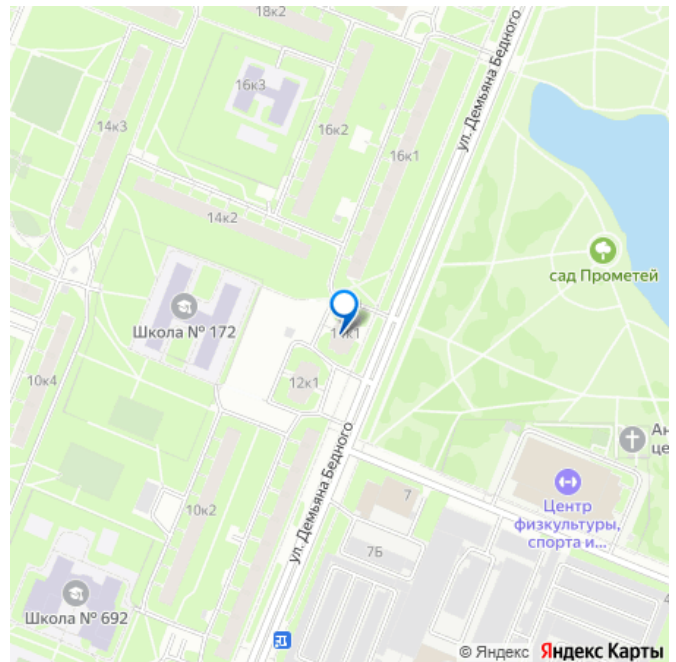 18к2
16к3
14к3
16к2
16к1
ул. Демьяна Бедного
14к2
сад Прометей
Школа № 172
14к1
12к1
10к4
ул. Демьяна Бедного
Центр
физкультуры,
спорта и...
7
10к2
7Б
Школа № 692
© Яндекс Яндекс Карты